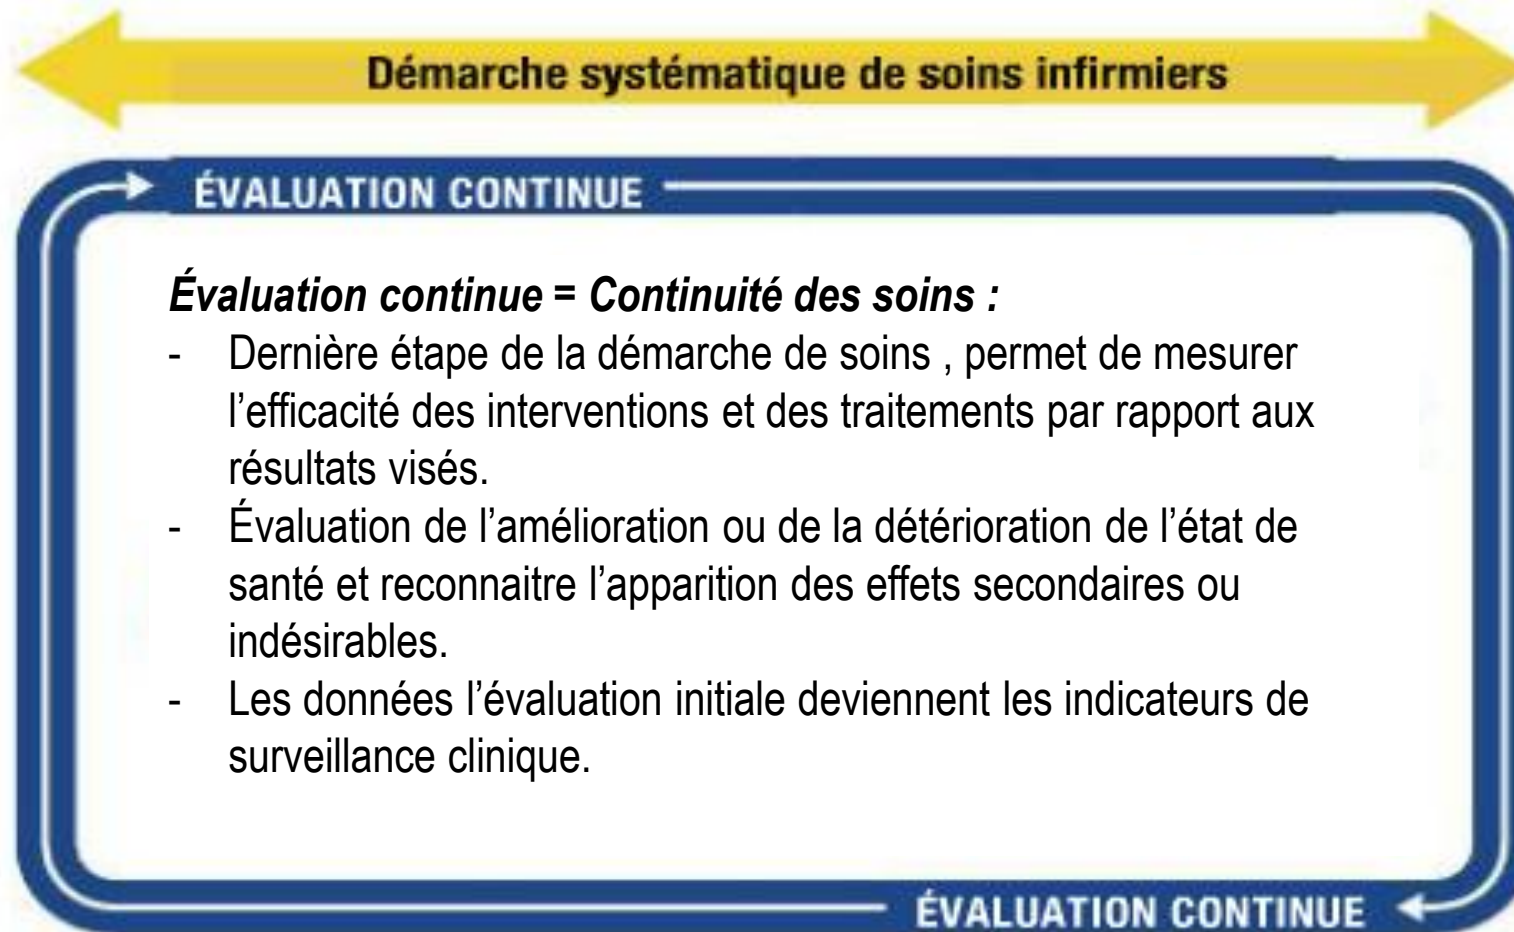 Démarche systématique de soins infirmiers
ÉVALUATION CONTINUE
Évaluation continue = Continuité des soins :
- Dernière étape de la démarche de soins , permet de mesurer
l’efficacité des interventions et des traitements par rapport aux
résultats visés.
- Évaluation de l’amélioration ou de la détérioration de l’état de
santé et reconnaitre l’apparition des effets secondaires ou
indésirables.
- Les données l’évaluation initiale deviennent les indicateurs de
surveillance clinique.
ÉVALUATION CONTINUE